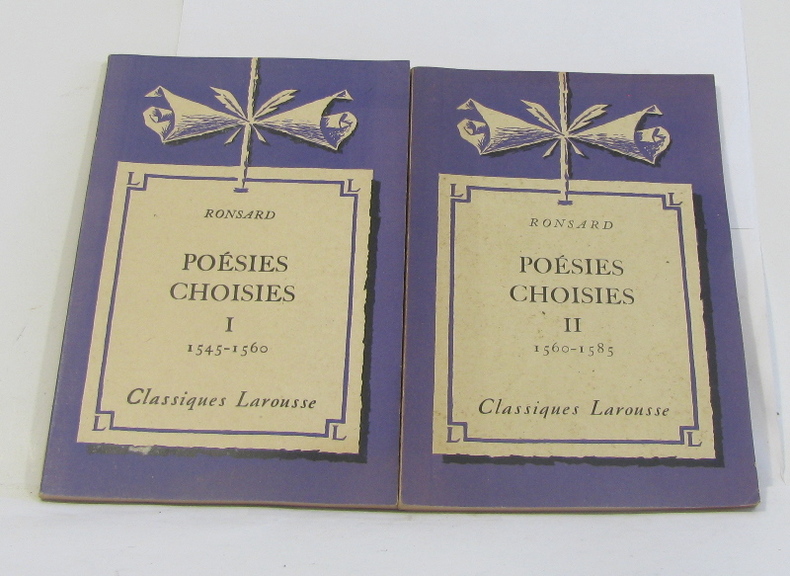 L L
RONSARD
POÉSIES
CHOISIES
I
1545-1560
Classiques Larousse
L L
L L
RONSARD
POÉSIES
CHOISIES
II
1560-1585
Classiques Larousse
L L